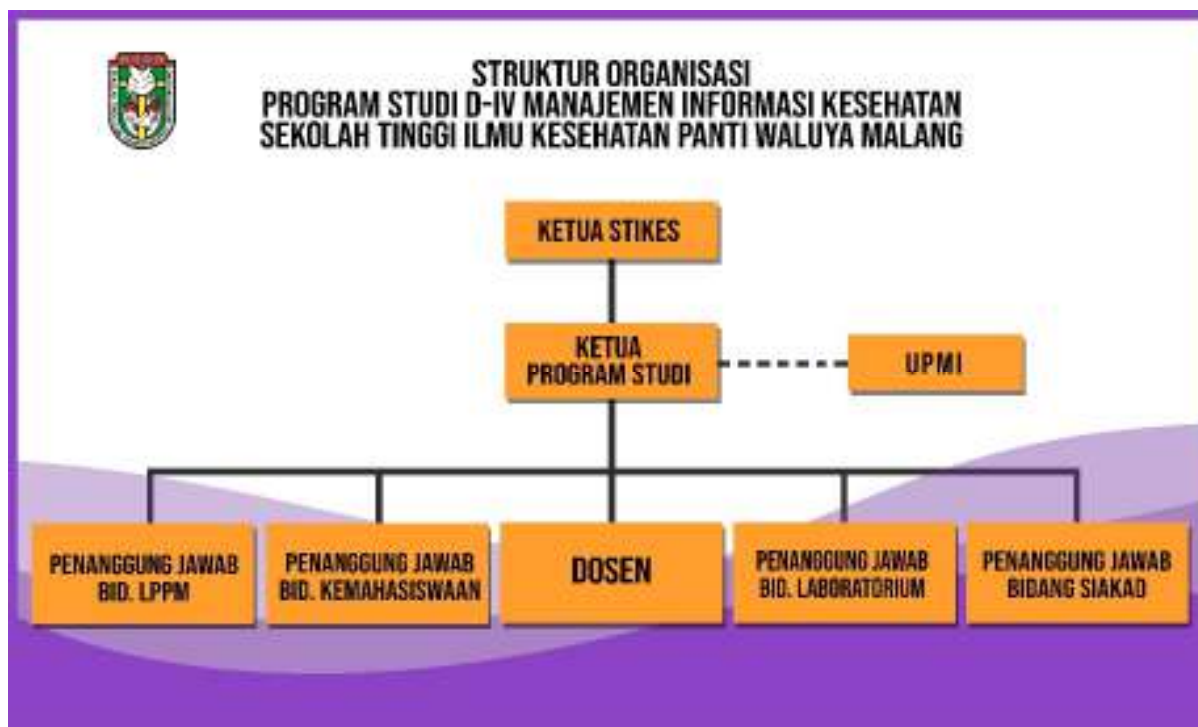 STRUKTUR ORGANISASI
PROGRAM STUDI D-IV MANAJEMEN INFORMASI KESEHATAN
SEKOLAH TINGGI ILMU KESEHATAN PANTI WALUYA MALANG
KETUA STIKES
KETUA
PROGRAM STUDI
UPMI
PENANGGUNG JAWAB
BID. LPPM
PENANGGUNG JAWAB
BID. KEMAHASISWAAN
DOSEN
PENANGGUNG JAWAB
BID. LABORATORIUM
PENANGGUNG JAWAB
BIDANG SIAKAD